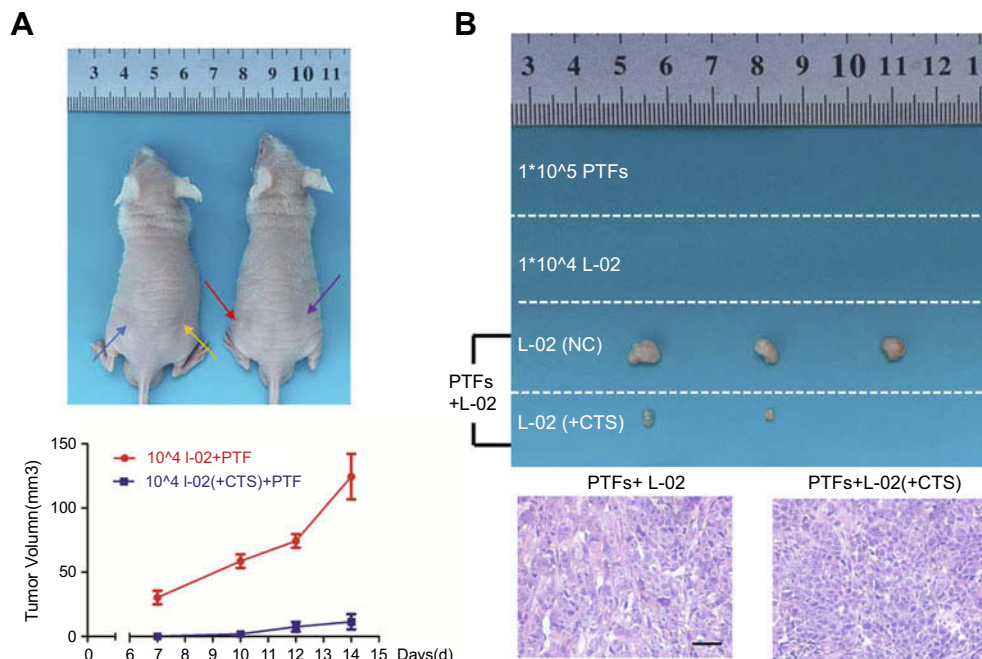 A
3 4 5 6 7 8 9 10 11
150
100
50
0
Tumor Volumn(mm3)
10^4 l-02+PTF
10^4 l-02(+CTS)+PTF
0 6 7 8 9 10 11 12 13 14 15 Days(d)
B
3 4 5 6 7 8 9 10 11 12 1
1*10^5 PTFs
1*10^4 L-02
L-02 (NC)
PTFs
+L-02
L-02 (+CTS)
PTFs+ L-02
PTFs+L-02(+CTS)